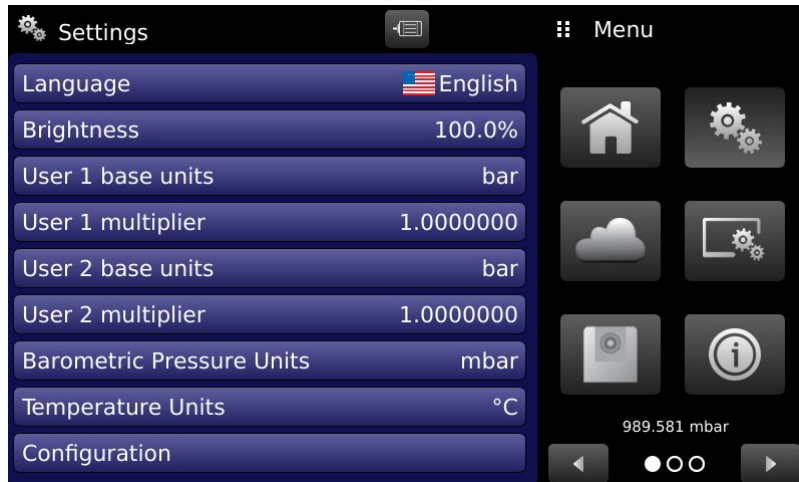 Settings
Menu
Language English
Brightness 100.0%
User 1 base units bar
User 1 multiplier 1.0000000
User 2 base units bar
User 2 multiplier 1.0000000
Barometric Pressure Units mbar
Temperature Units °C
Configuration
989.581 mbar